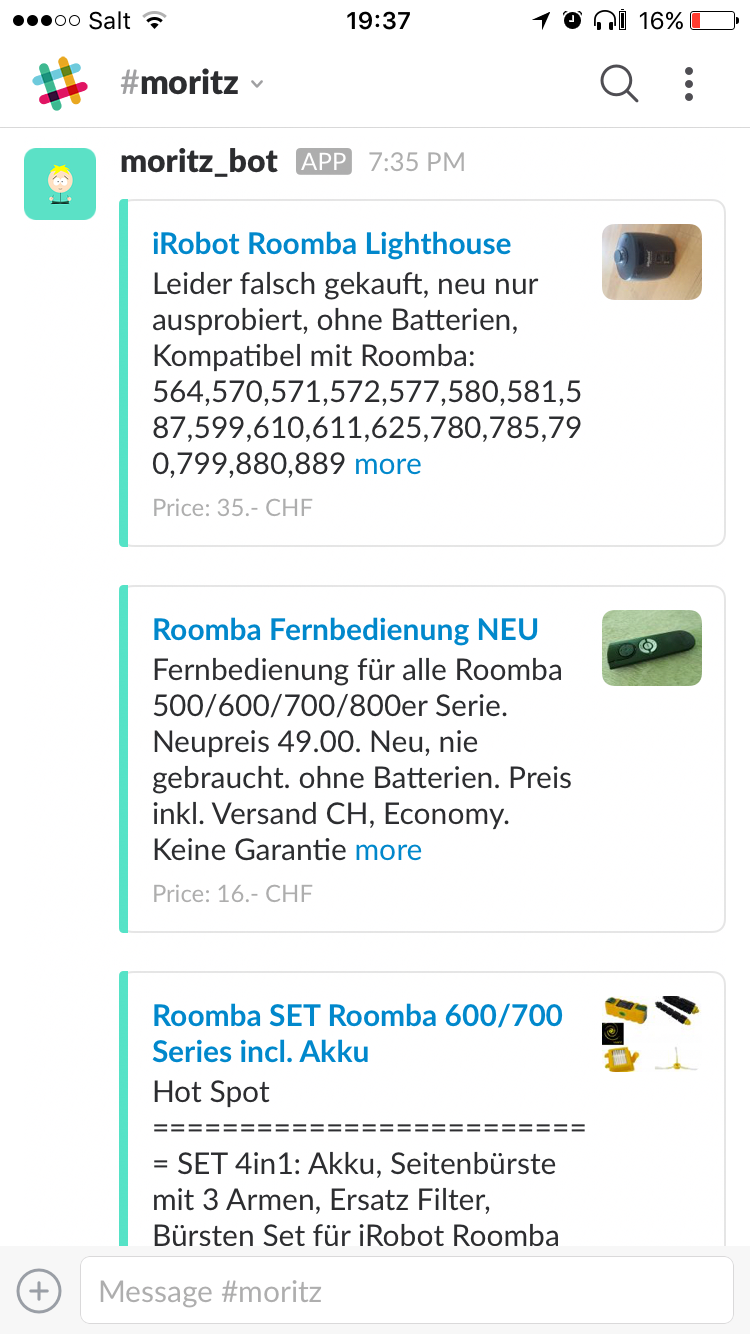 Salt 19:37 16%
#moritz
moritz_bot APP 7:35 PM
iRobot Roomba Lighthouse
Leider falsch gekauft, neu nur
ausprobiert, ohne Batterien,
Kompatibel mit Roomba:
564,570,571,572,577,580,581,5
87,599,610,611,625,780,785,79
0,799,880,889 more
Price: 35.- CHF
Roomba Fernbedienung NEU
Fernbedienung für alle Roomba
500/600/700/800er Serie.
Neupreis 49.00. Neu, nie
gebraucht. ohne Batterien. Preis
inkl. Versand CH, Economy.
Keine Garantie more
Price: 16.- CHF
Roomba SET Roomba 600/700
Series incl. Akku
Hot Spot
==========================
= SET 4in1: Akku, Seitenbürste
mit 3 Armen, Ersatz Filter,
Bürsten Set für iRobot Roomba
Message #moritz